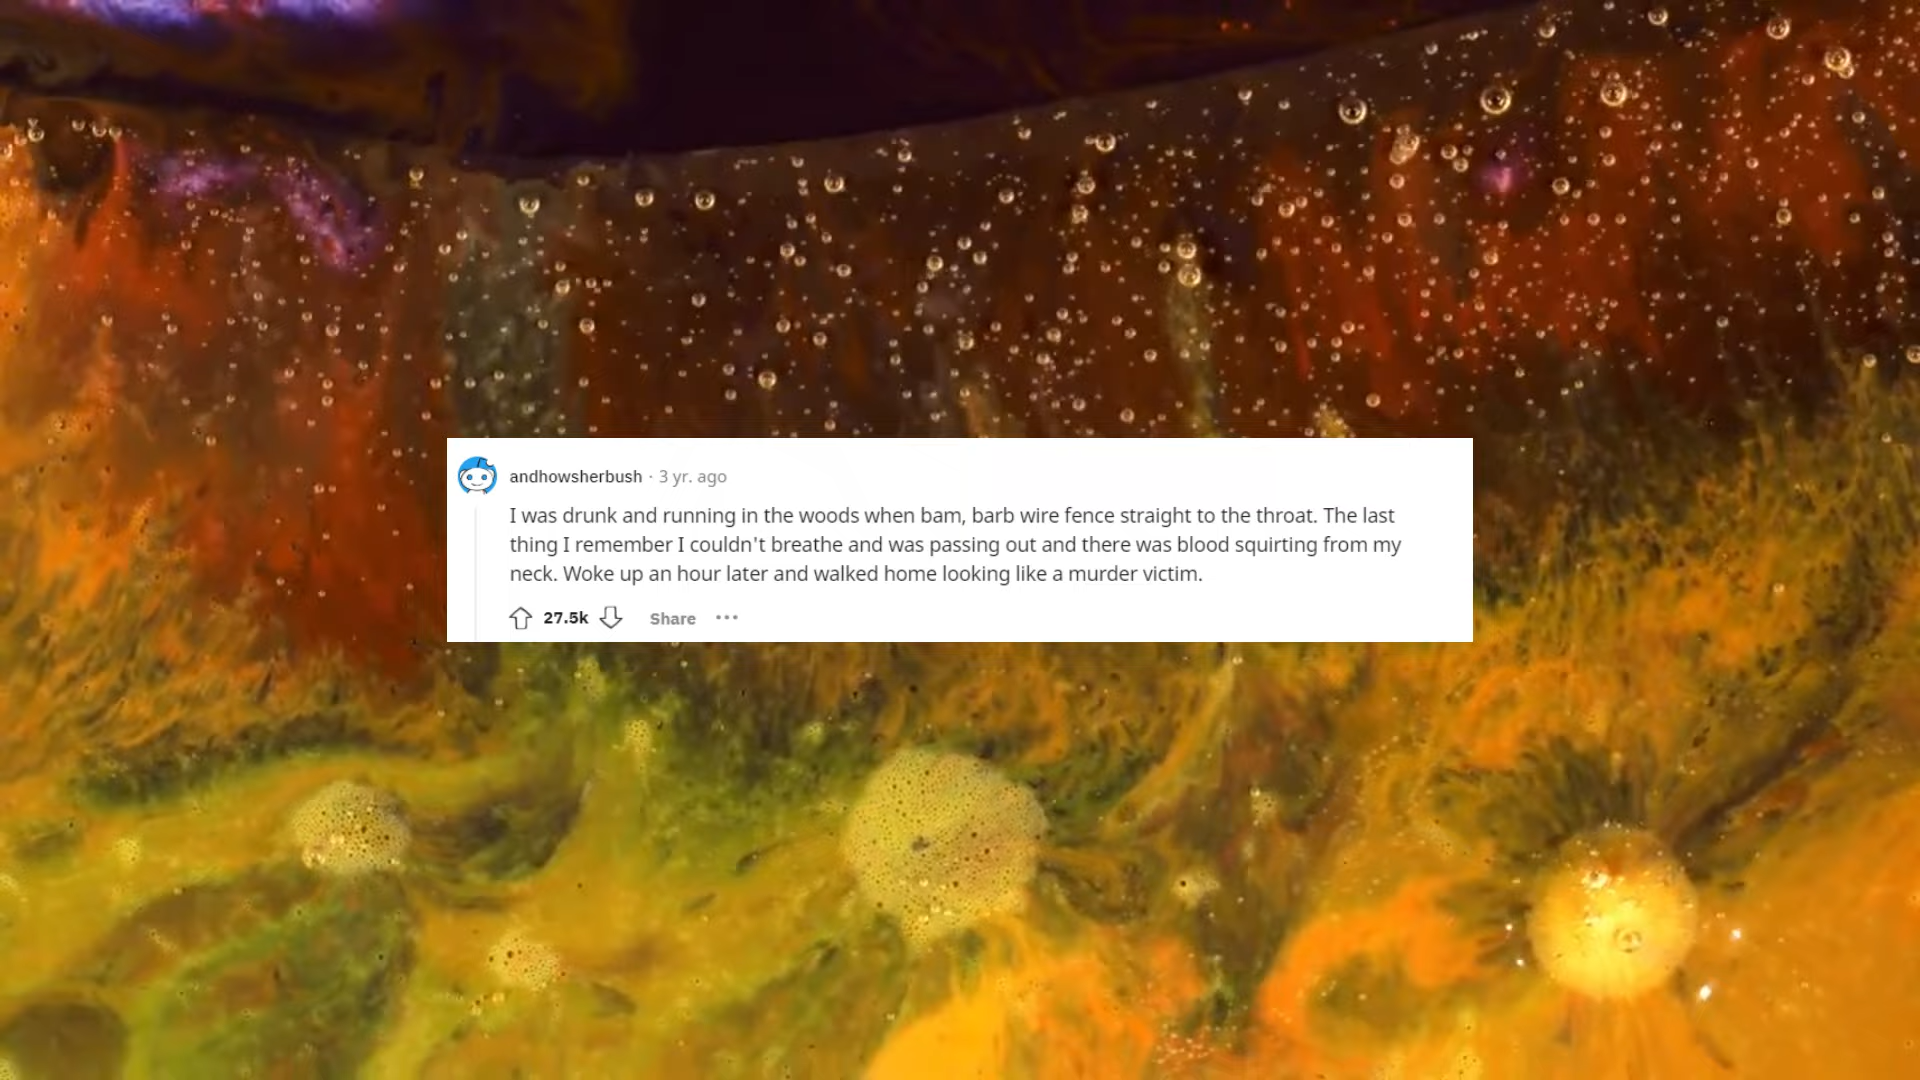 andhowsherbush · 3 yr. ago
I was drunk and running in the woods when bam, barb wire fence straight to the throat. The last
thing I remember I couldn't breathe and was passing out and there was blood squirting from my
neck. Woke up an hour later and walked home looking like a murder victim.
27.5k Share ···